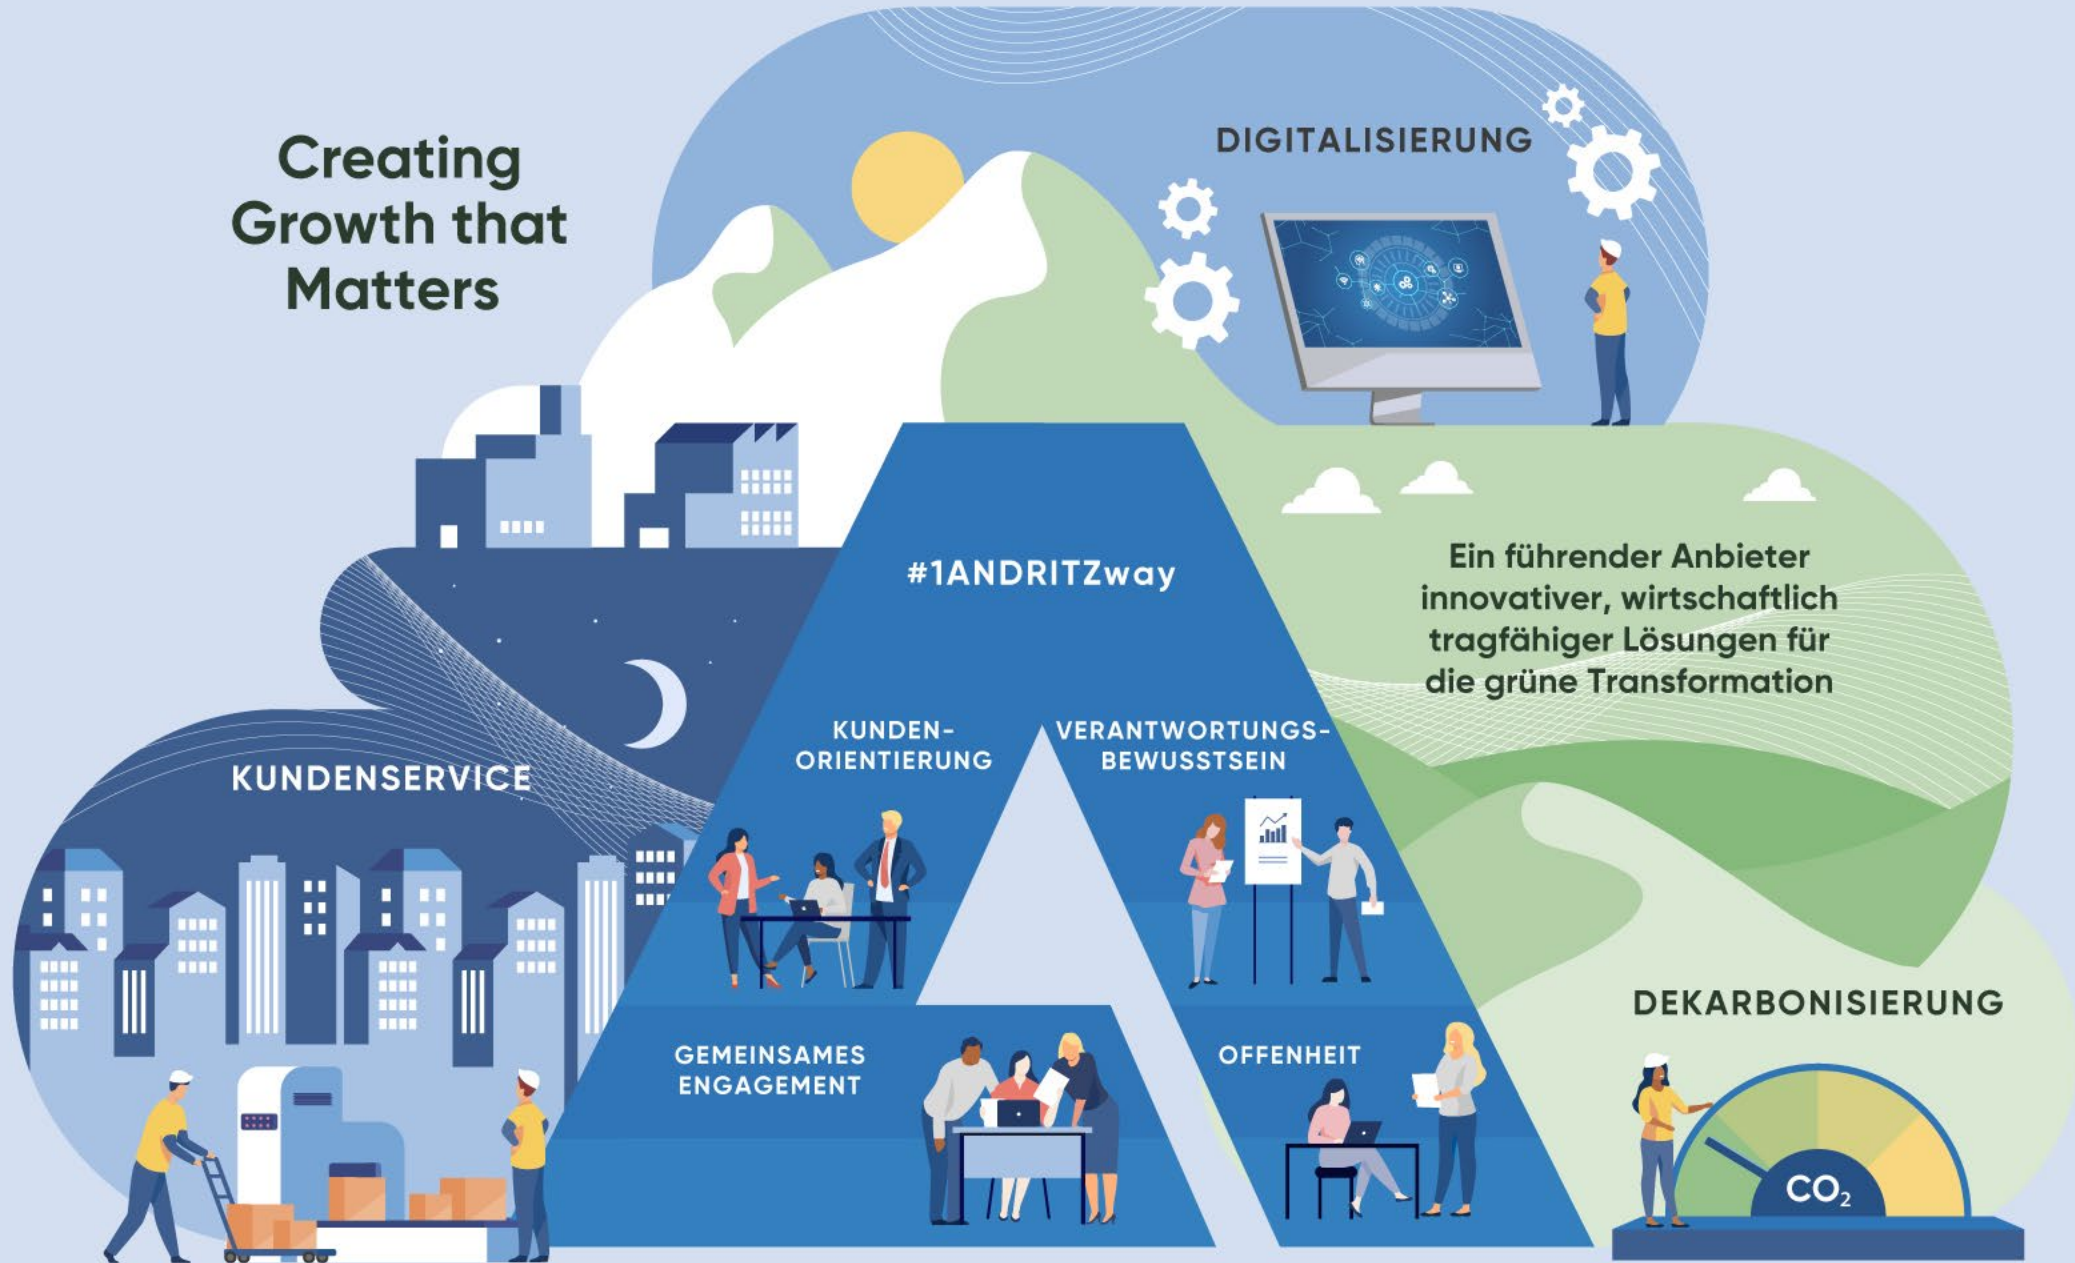 Creating
Growth that
Matters
DIGITALISIERUNG
#1ANDRITZway
Ein führender Anbieter
innovativer, wirtschaftlich
tragfähiger Lösungen für
die grüne Transformation
KUNDENSERVICE
KUNDEN-
ORIENTIERUNG
VERANTWORTUNGS-
BEWUSSTSEIN
GEMEINSAMES
ENGAGEMENT
OFFENHEIT
DEKARBONISIERUNG
CO₂